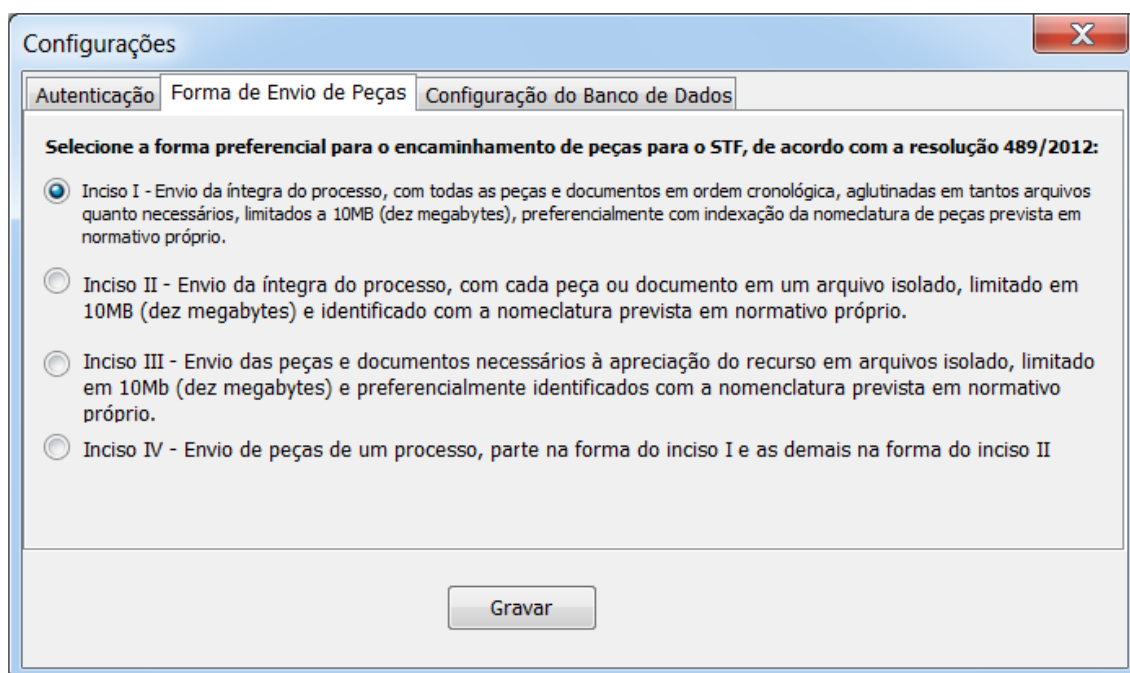 Configurações
Autenticação Forma de Envio de Peças Configuração do Banco de Dados
Selecione a forma preferencial para o encaminhamento de peças para o STF, de acordo com a resolução 489/2012:
Inciso I - Envio da íntegra do processo, com todas as peças e documentos em ordem cronológica, aglutinadas em tantos arquivos
quanto necessários, limitados a 10MB (dez megabytes), preferencialmente com indexação da nomeclatura de peças prevista em
normativo próprio.
Inciso II - Envio da íntegra do processo, com cada peça ou documento em um arquivo isolado, limitado em
10MB (dez megabytes) e identificado com a nomeclatura prevista em normativo próprio.
Inciso III - Envio das peças e documentos necessários à apreciação do recurso em arquivos isolado, limitado
em 10Mb (dez megabytes) e preferencialmente identificados com a nomenclatura prevista em normativo
próprio.
Inciso IV - Envio de peças de um processo, parte na forma do inciso I e as demais na forma do inciso II
Gravar